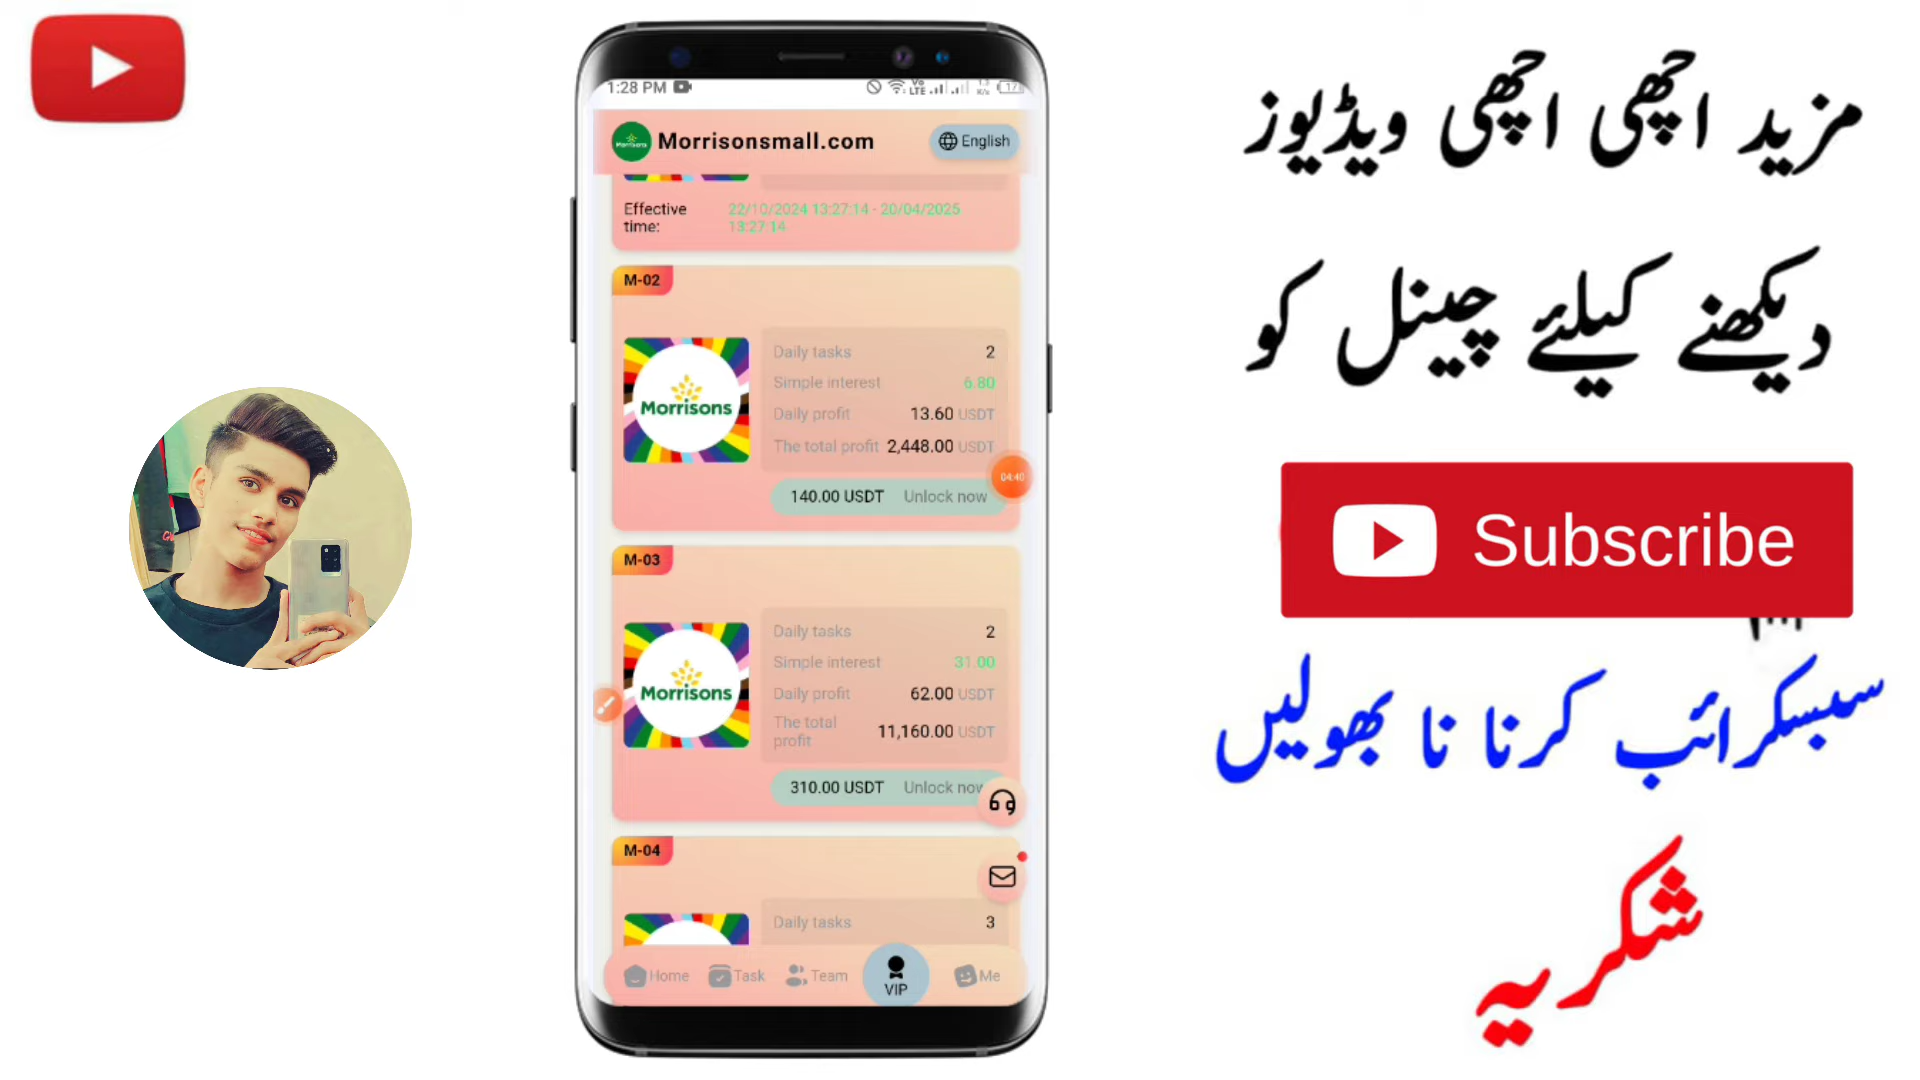 1:28 PM
Morrisons
Morrisonsmall.com
English
Effective time:
22/10/2024 13:27:14 - 20/04/2025 13:27:14
M-02
Morrisons
Daily tasks 2
Simple interest 6.80
Daily profit 13.60 USDT
The total profit 2,448.00 USDT
04:40
140.00 USDT Unlock now
M-03
Morrisons
Daily tasks 2
Simple interest 31.00
Daily profit 62.00 USDT
The total profit 11,160.00 USDT
310.00 USDT Unlock now
M-04
Daily tasks 3
Home Task Team VIP Me
مزید اچھی اچھی ویڈیوز
دیکھنے کیلئے چینل کو
Subscribe
سبسکرائب کرنا نا بھولیں
شکریہ